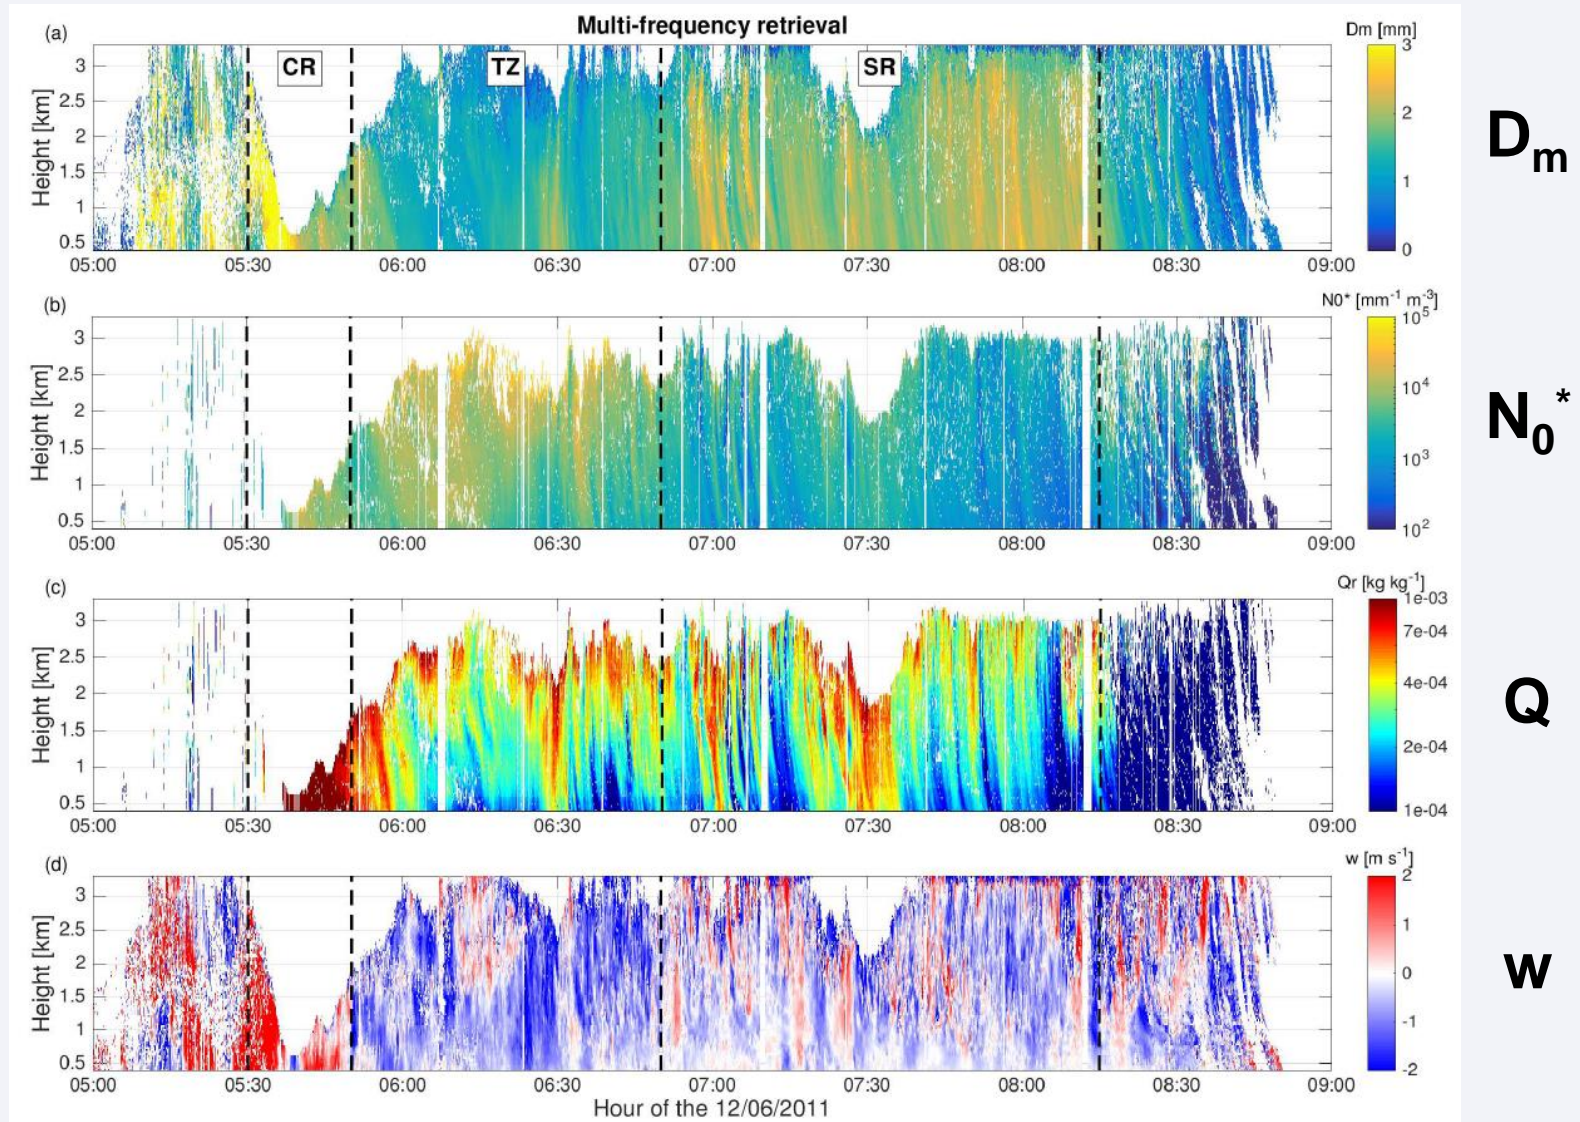 Multi-frequency retrieval
(a)
Dm [mm]
CR
TZ
SR
Height [km]
3
2.5
2
1.5
1
0.5
05:00 05:30 06:00 06:30 07:00 07:30 08:00 08:30 09:00
3
2
1
0
Dm
(b)
N0* [mm-1 m-3]
Height [km]
3
2.5
2
1.5
1
0.5
05:00 05:30 06:00 06:30 07:00 07:30 08:00 08:30 09:00
10^5
10^4
10^3
10^2
N0*
(c)
Qr [kg kg-1]
Height [km]
3
2.5
2
1.5
1
0.5
05:00 05:30 06:00 06:30 07:00 07:30 08:00 08:30 09:00
1e-03
7e-04
4e-04
2e-04
1e-04
Q
(d)
w [m s-1]
Height [km]
3
2.5
2
1.5
1
0.5
05:00 05:30 06:00 06:30 07:00 07:30 08:00 08:30 09:00
2
1
0
-1
-2
w
Hour of the 12/06/2011